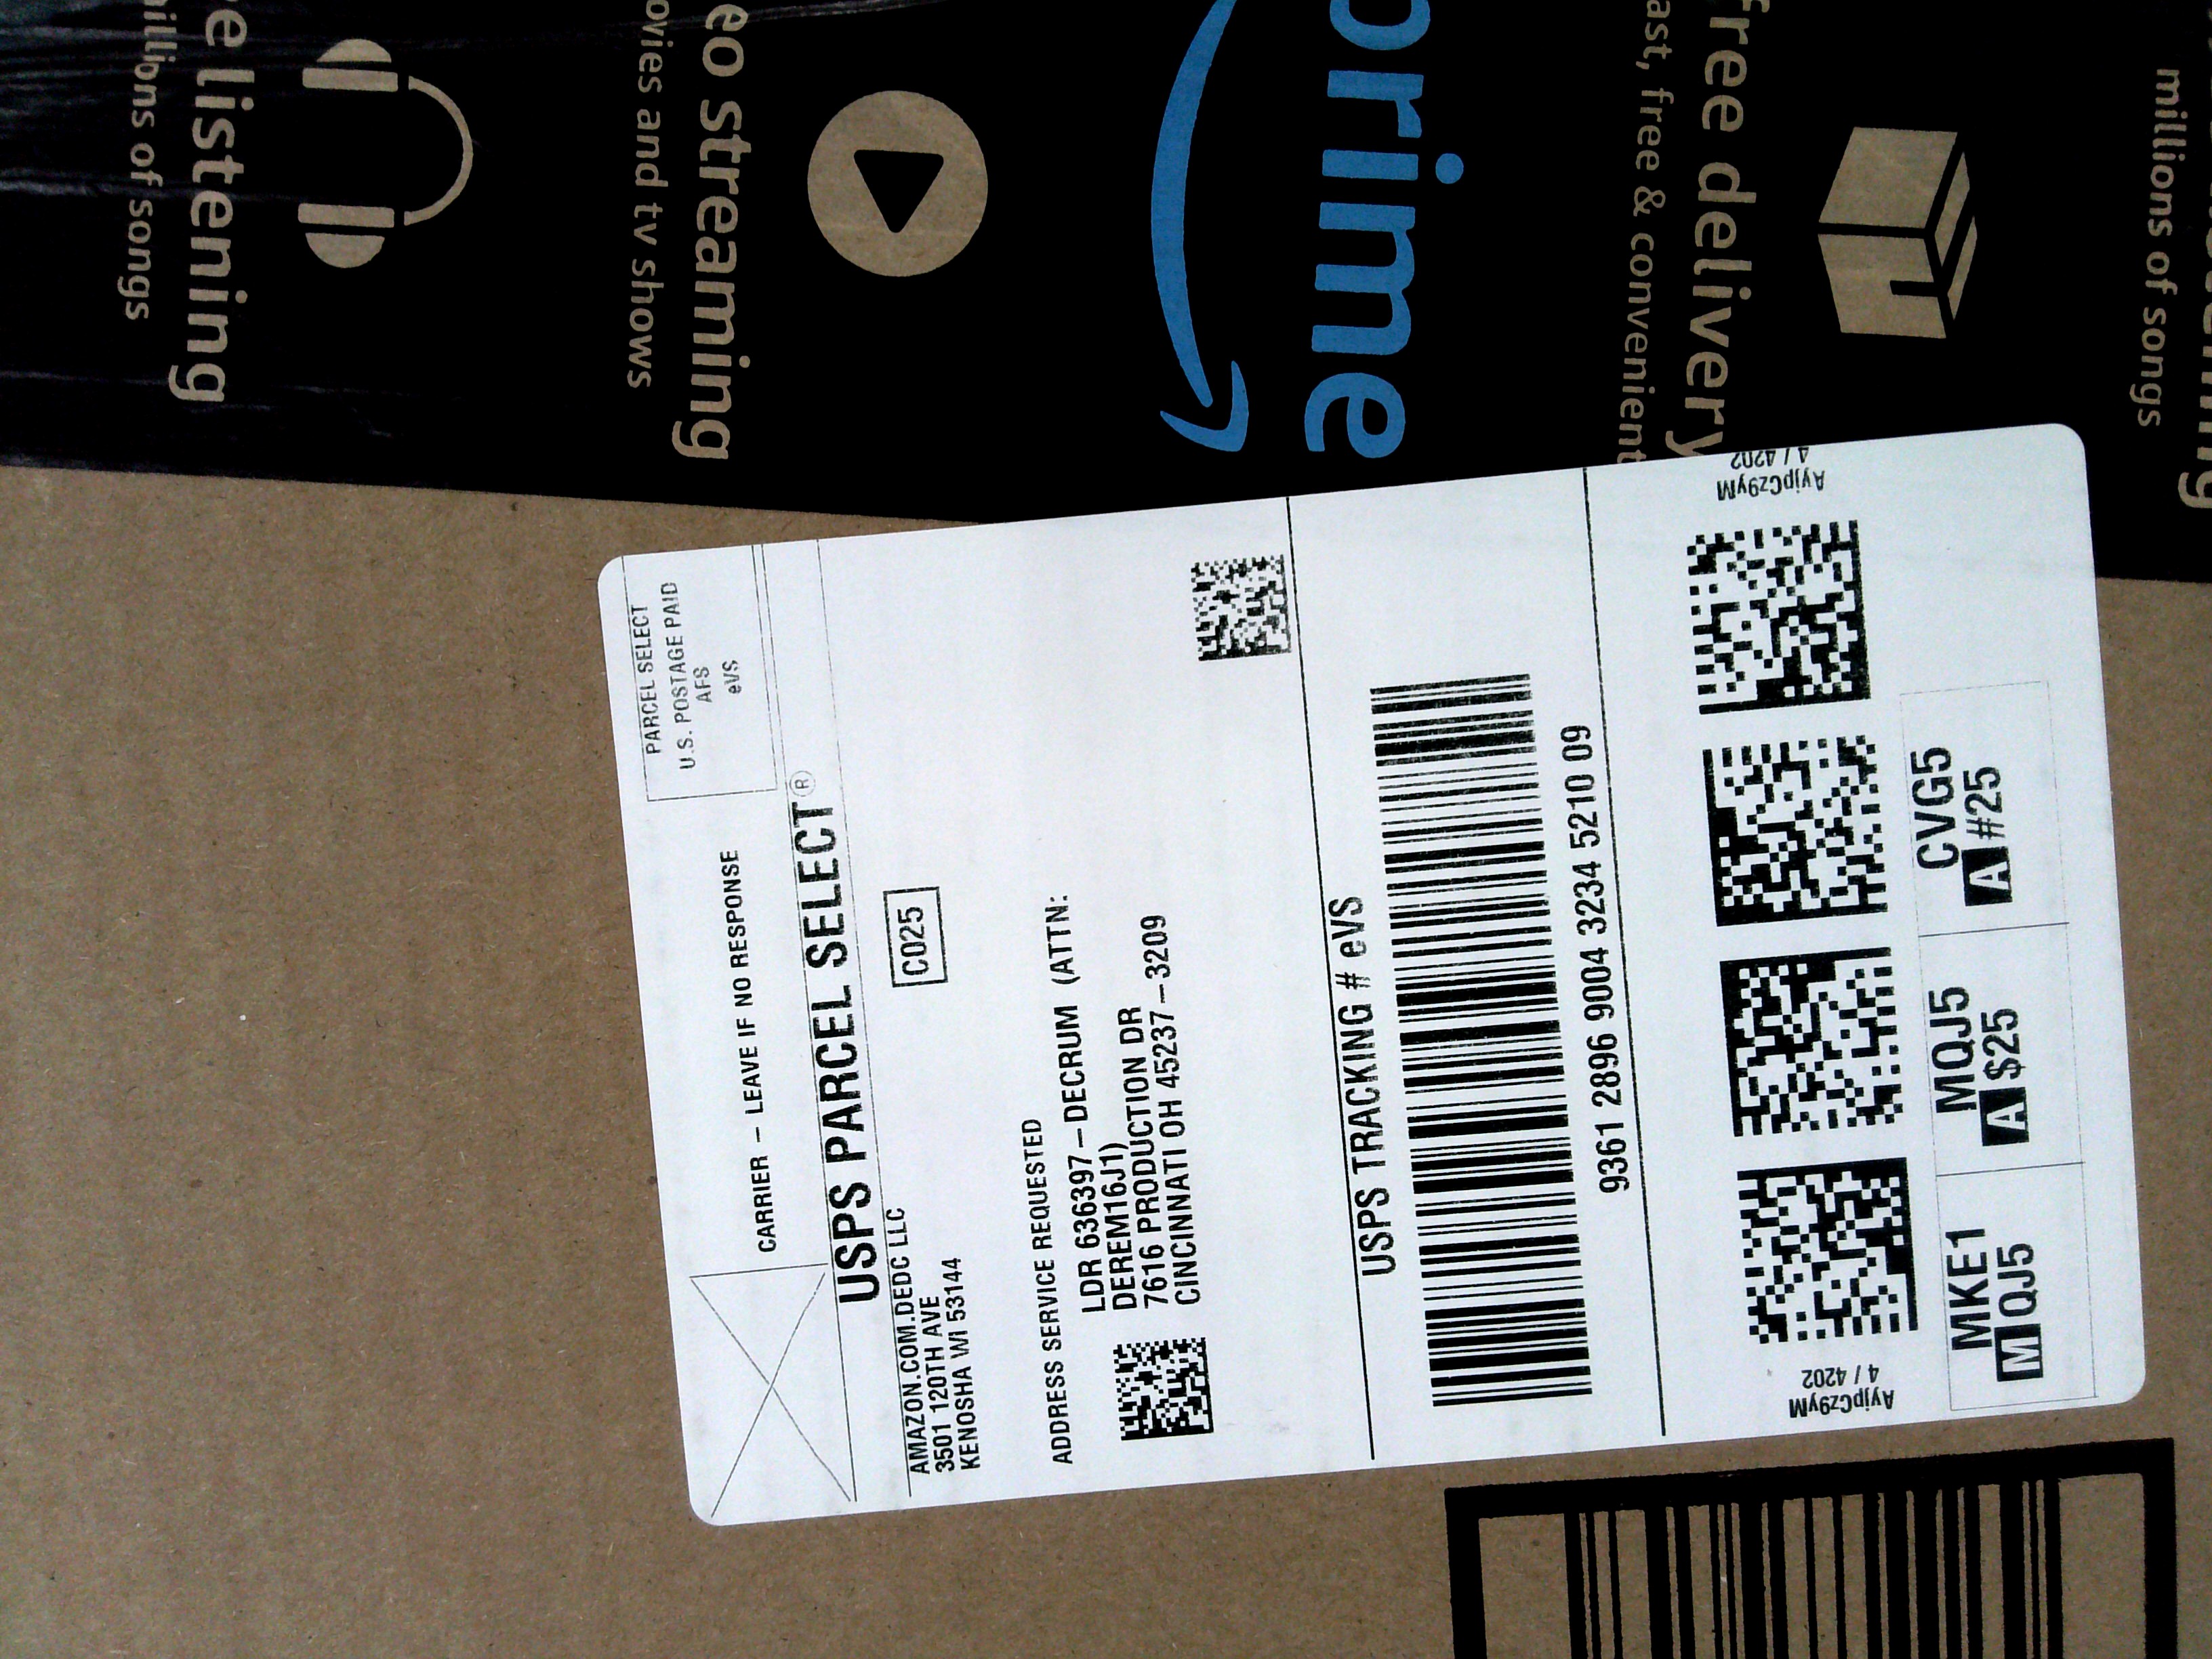 PARCEL SELECT
U.S. POSTAGE PAID
AFS
eVS
CARRIER – LEAVE IF NO RESPONSE
USPS PARCEL SELECT®
AMAZON.COM.DEDC LLC
3501 120TH AVE
KENOSHA WI 53144
C025
ADDRESS SERVICE REQUESTED
LDR 636397–DECRUM (ATTN:
DEREM16J1)
7616 PRODUCTION DR
CINCINNATI OH 45237–3209
USPS TRACKING # eVS
9361 2896 9004 3234 5210 09
AyjpCz9yM
4 / 4202
AyjpCz9yM
4 / 4202
MKE1
M QJ5
MQJ5
A $25
CVG5
A #25
e listening
millions of songs
eo streaming
ovies and tv shows
prime
free delivery
ast, free & convenient
millions of songs